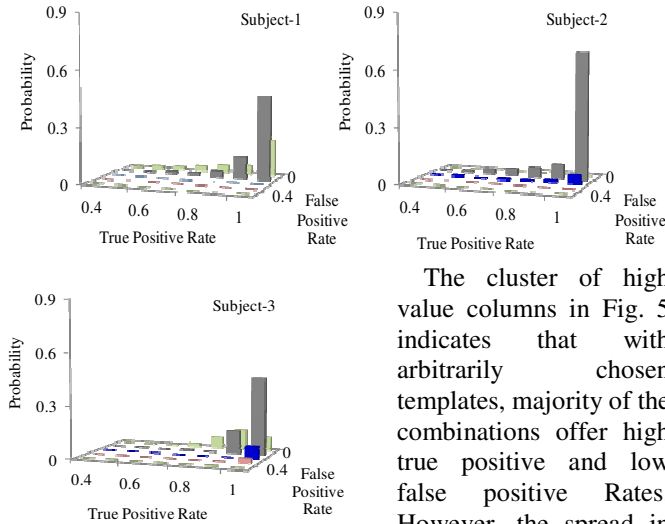 0.9
Subject-1
0.6
Probability
0.3
0
0
0.4
0.4
0.6
0.8
1
False
Positive
Rate
True Positive Rate
0.9
Subject-2
0.6
Probability
0.3
0
0
0.4
0.4
0.6
0.8
1
False
Positive
Rate
True Positive Rate
0.9
Subject-3
0.6
Probability
0.3
0
0
0.4
0.4
0.6
0.8
1
False
Positive
Rate
True Positive Rate
The cluster of high
value columns in Fig. 5
indicates that with
arbitrarily chosen
templates, majority of the
combinations offer high
true positive and low
false positive Rates
However, the spread in